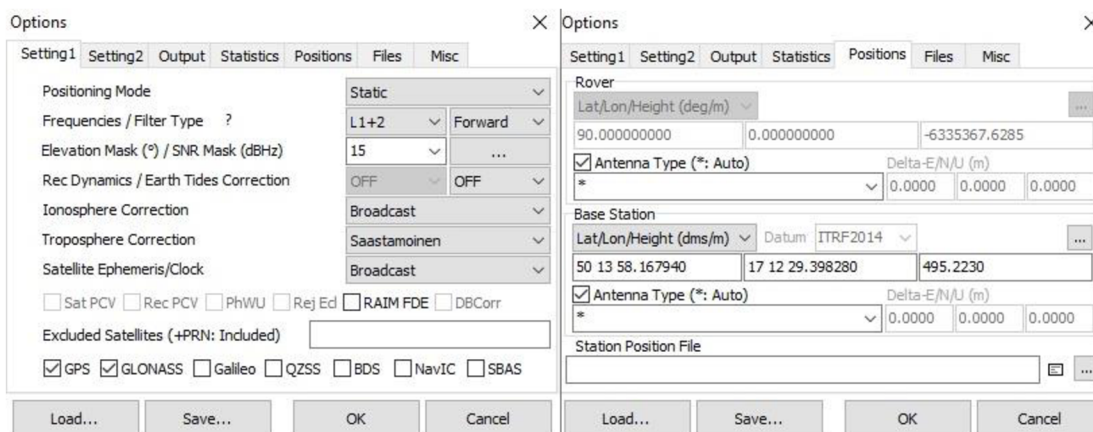 Options
Setting1 Setting2 Output Statistics Positions Files Misc
Positioning Mode Static
Frequencies / Filter Type ? L1+2 Forward
Elevation Mask (°) / SNR Mask (dBHz) 15 ...
Rec Dynamics / Earth Tides Correction OFF OFF
Ionosphere Correction Broadcast
Troposphere Correction Saastamoinen
Satellite Ephemeris/Clock Broadcast
Sat PCV Rec PCV PhWU Rej Ed RAIM FDE DBCorr
Excluded Satellites (+PRN: Included)
GPS GLONASS Galileo QZSS BDS NavIC SBAS
Load... Save... OK Cancel
Options
Setting1 Setting2 Output Statistics Positions Files Misc
Rover
Lat/Lon/Height (deg/m) ...
90.000000000 0.000000000 -6335367.6285
Antenna Type (*: Auto) Delta-E/N/U (m)
* 0.0000 0.0000 0.0000
Base Station
Lat/Lon/Height (dms/m) Datum ITRF2014 ...
50 13 58.167940 17 12 29.398280 495.2230
Antenna Type (*: Auto) Delta-E/N/U (m)
* 0.0000 0.0000 0.0000
Station Position File
...
Load... Save... OK Cancel